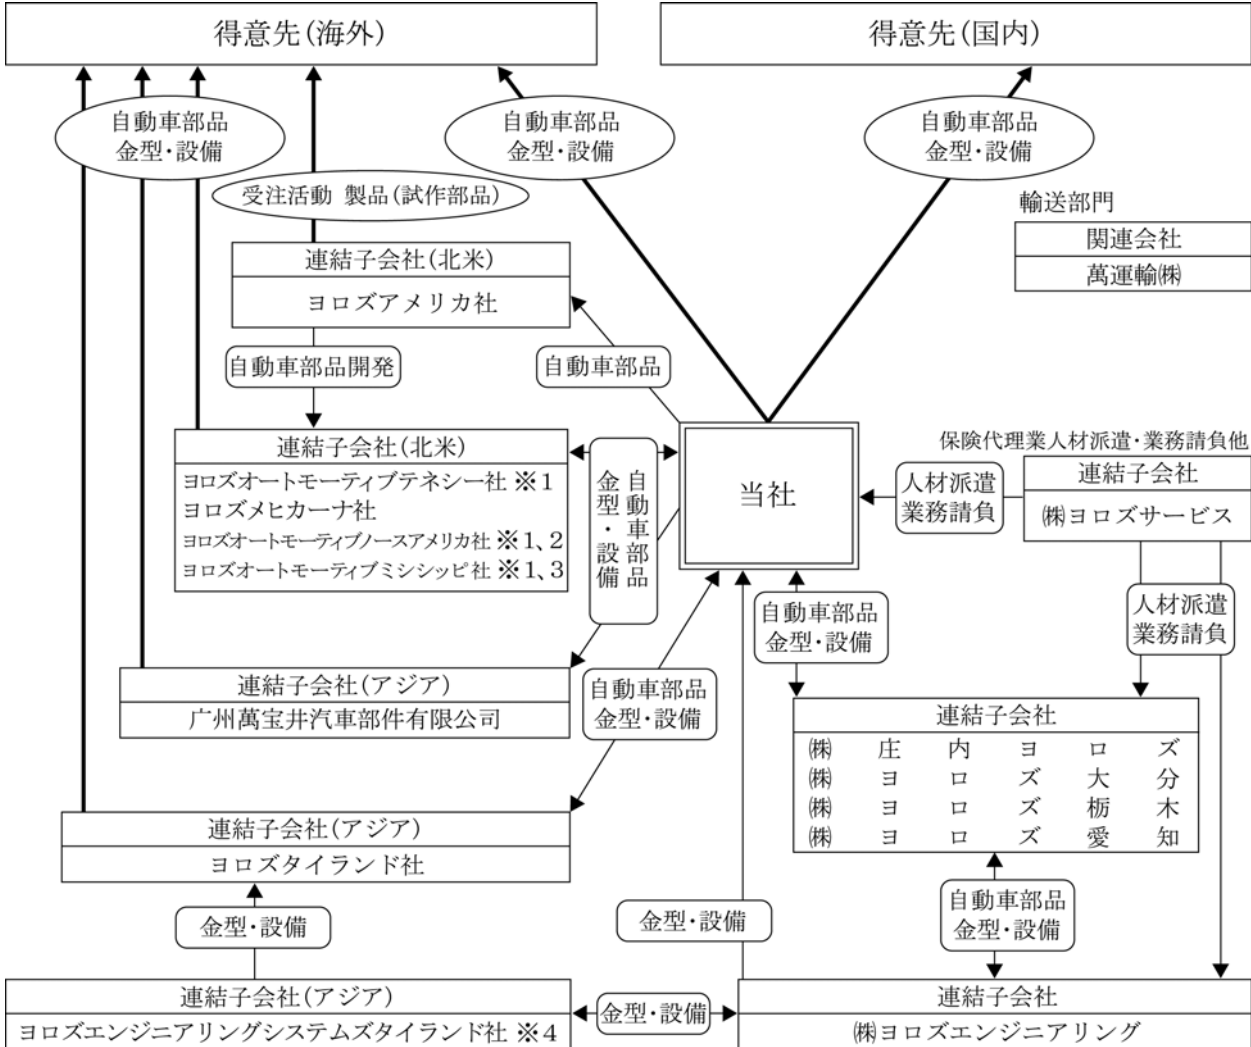 得意先(海外)
得意先(国内)
自動車部品
金型・設備
自動車部品
金型・設備
自動車部品
金型・設備
受注活動 製品(試作部品)
輸送部門
関連会社
萬運輸㈱
連結子会社(北米)
ヨロズアメリカ社
自動車部品開発
自動車部品
連結子会社(北米)
ヨロズオートモーティブテネシー社 ※1
ヨロズメヒカーナ社
ヨロズオートモーティブノースアメリカ社 ※1、2
ヨロズオートモーティブミシシッピ社 ※1、3
自動車部品
金型・設備
当社
保険代理業人材派遣・業務請負他
連結子会社
㈱ヨロズサービス
人材派遣
業務請負
人材派遣
業務請負
自動車部品
金型・設備
連結子会社(アジア)
广州萬宝井汽車部件有限公司
自動車部品
金型・設備
連結子会社
㈱庄内ヨロズ
㈱ヨロズ大分
㈱ヨロズ栃木
㈱ヨロズ愛知
連結子会社(アジア)
ヨロズタイランド社
金型・設備
金型・設備
自動車部品
金型・設備
連結子会社(アジア)
ヨロズエンジニアリングシステムズタイランド社 ※4
金型・設備
連結子会社
㈱ヨロズエンジニアリング